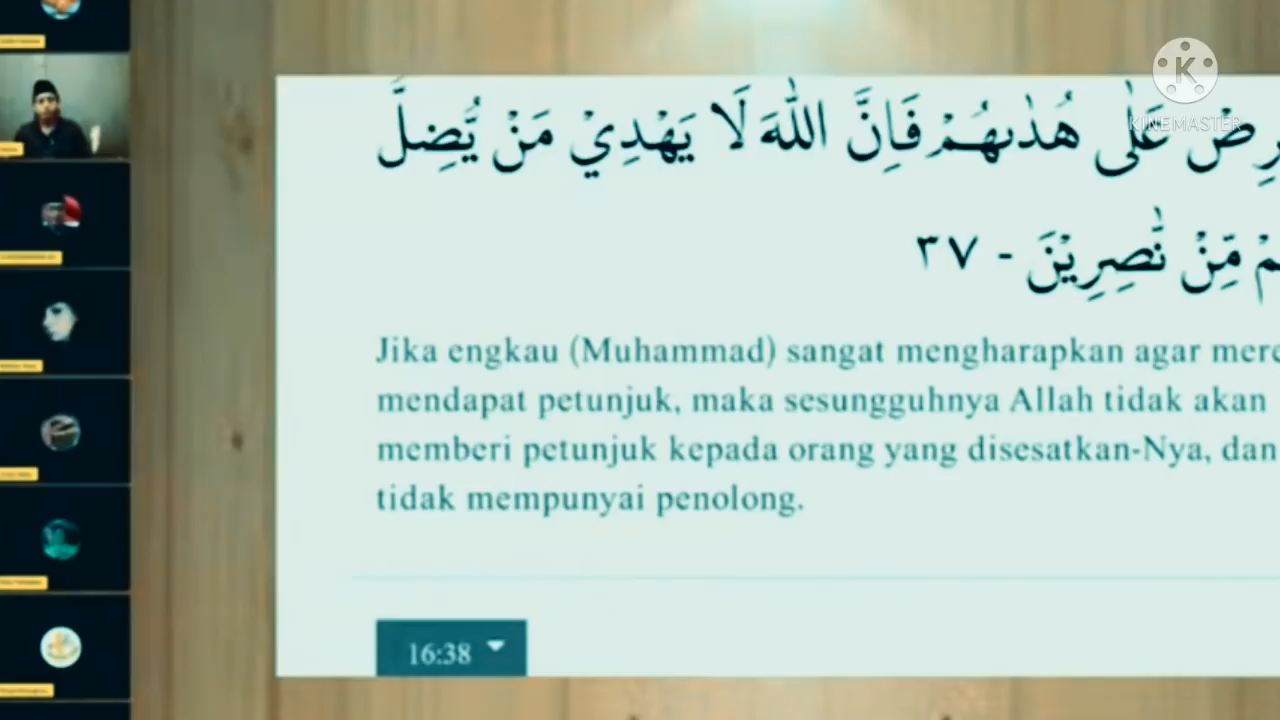 KINEMASTER
عَلٰى هُدٰىهُمْ فَاِنَّ اللّٰهَ لَا يَهْدِيْ مَنْ يُّضِلُّ
مِّنْ نّٰصِرِيْنَ - ٣٧
Jika engkau (Muhammad) sangat mengharapkan agar mere
mendapat petunjuk, maka sesungguhnya Allah tidak akan
memberi petunjuk kepada orang yang disesatkan-Nya, dan
tidak mempunyai penolong.
16:38